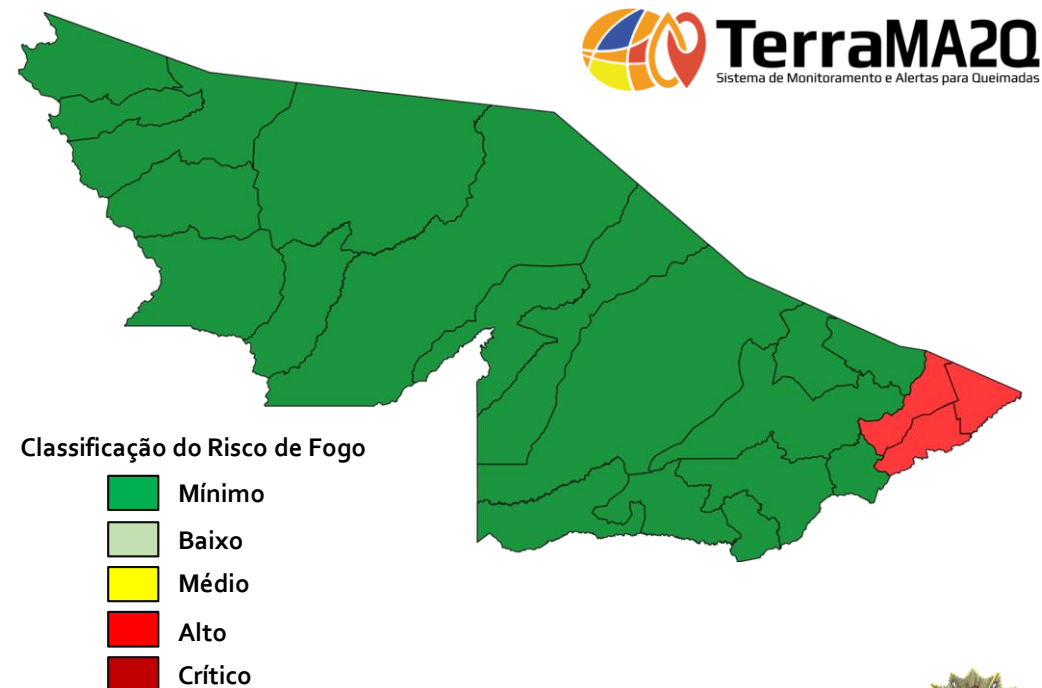 TerraMA2Q
Sistema de Monitoramento e Alertas para Queimadas
Classificação do Risco de Fogo
Mínimo
Baixo
Médio
Alto
Crítico